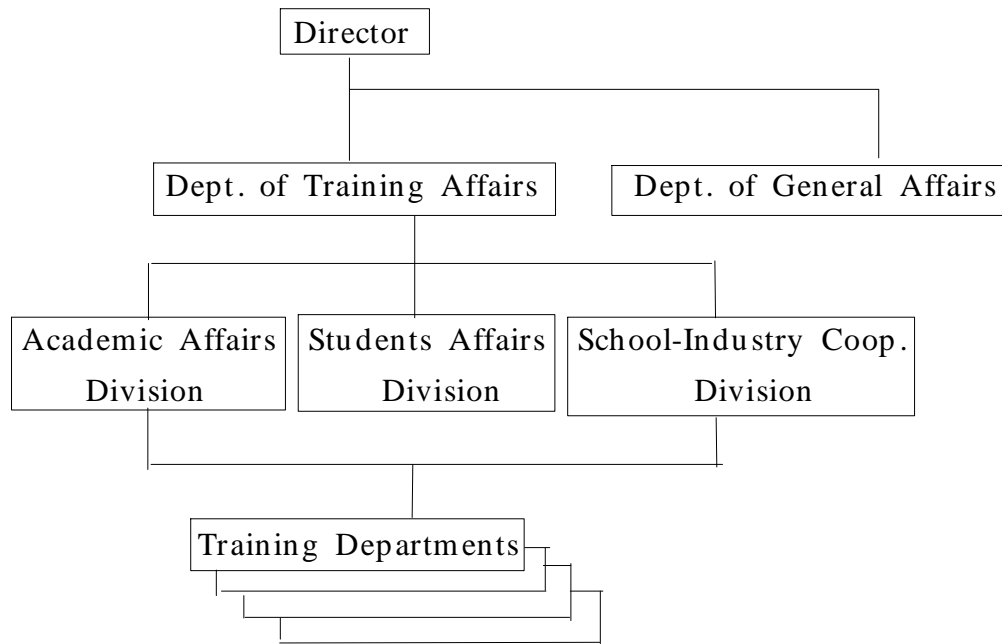 Director
Dept. of Training Affairs
Dept. of General Affairs
Academic Affairs
Division
Students Affairs
Division
School-Industry Coop.
Division
Training Departments